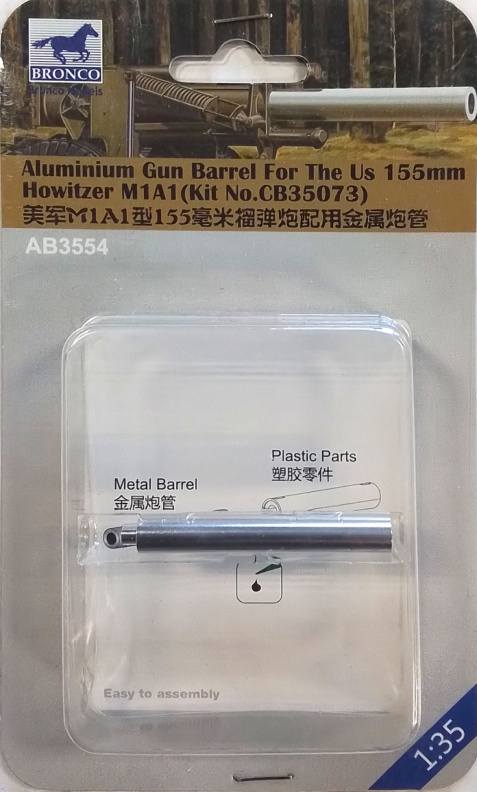 BRONCO
Bronco Models
Aluminium Gun Barrel For The Us 155mm
Howitzer M1A1(Kit No.CB35073)
美军M1A1型155毫米榴弹炮配用金属炮管
AB3554
Plastic Parts
塑胶零件
Metal Barrel
金属炮管
Easy to assembly
1:35